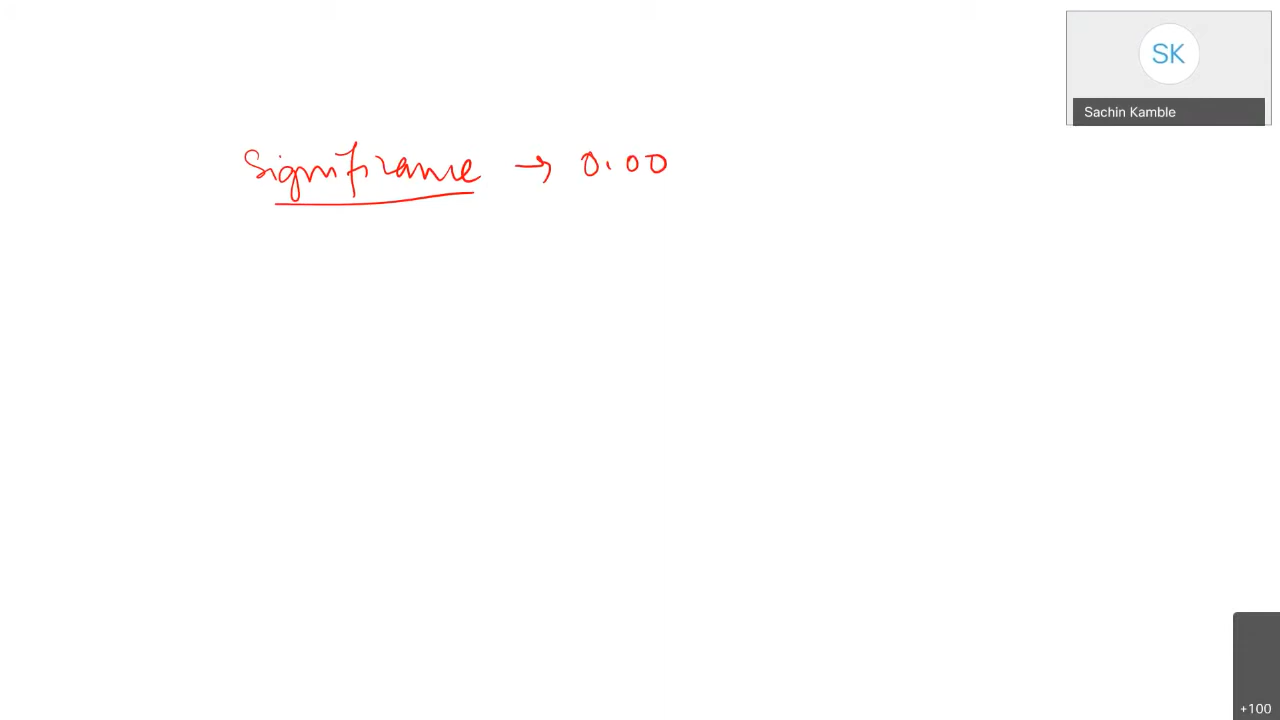 SK
Sachin Kamble
Significance → 0.00
+100